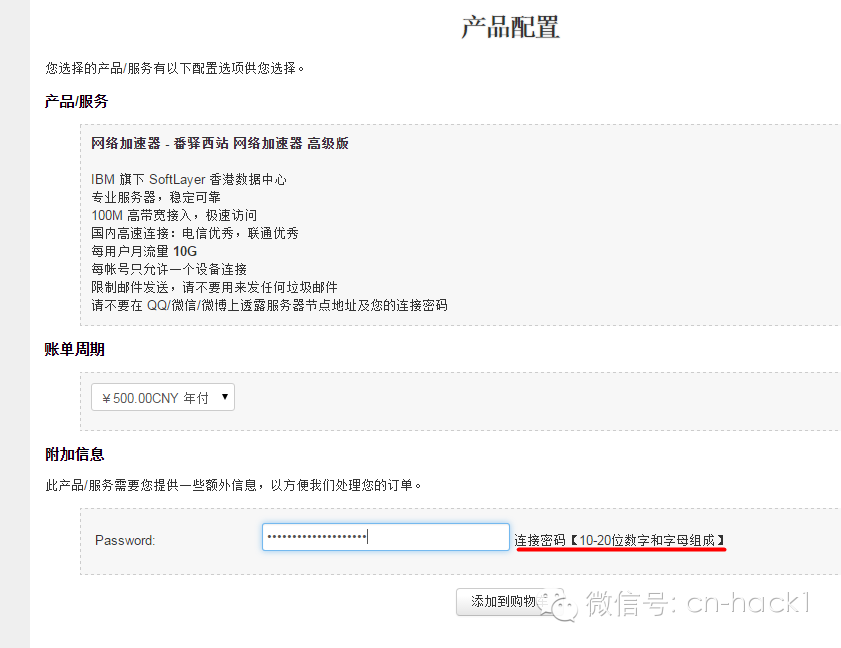 产品配置
您选择的产品/服务有以下配置选项供您选择。
产品/服务
网络加速器 - 番驿西站 网络加速器 高级版
IBM 旗下 SoftLayer 香港数据中心
专业服务器，稳定可靠
100M 高带宽接入，极速访问
国内高速连接：电信优秀，联通优秀
每用户月流量 10G
每帐号只允许一个设备连接
限制邮件发送，请不要用来发任何垃圾邮件
请不要在 QQ/微信/微博上透露服务器节点地址及您的连接密码
账单周期
￥500.00CNY 年付
附加信息
此产品/服务需要您提供一些额外信息，以方便我们处理您的订单。
Password: •••••••••••••••••••• 连接密码【10-20位数字和字母组成】
添加到购物
微信号: cn-hack1